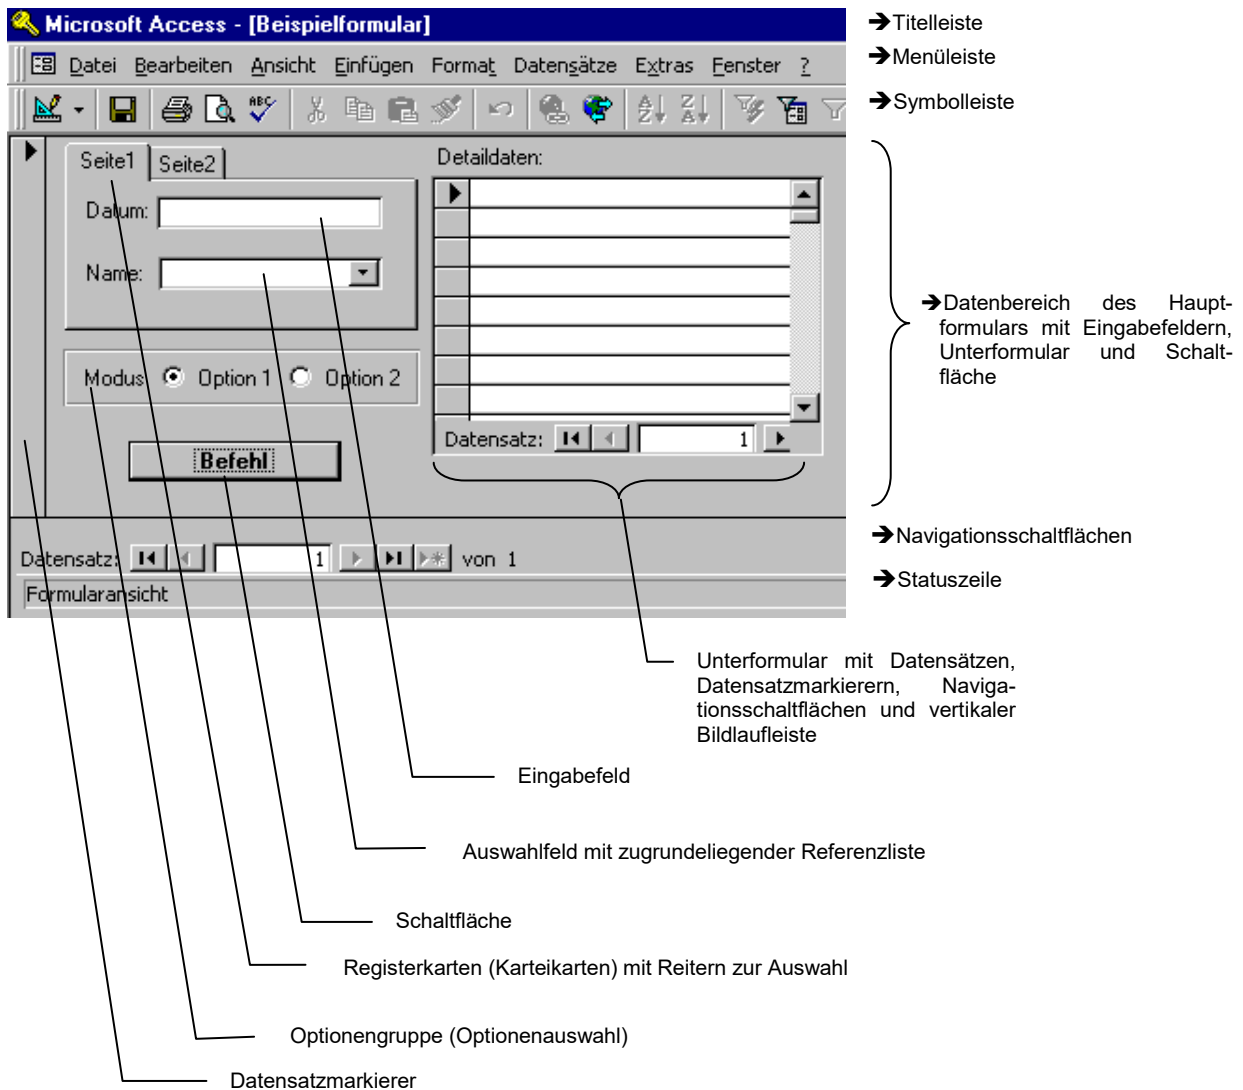 Microsoft Access - [Beispielformular]
Titelleiste
Datei Bearbeiten Ansicht Einfügen Format Datensätze Extras Fenster ?
Menüleiste
ABC
A Z
Z A
Symbolleiste
Seite1 Seite2
Detaildaten:
Datum:
Name:
Datenbereich des Haupt-
formulars mit Eingabefeldern,
Unterformular und Schalt-
fläche
Modus Option 1 Option 2
Datensatz: 1
Befehl
Navigationsschaltflächen
Datensatz: 1 von 1
Statuszeile
Formularansicht
Unterformular mit Datensätzen,
Datensatzmarkierern, Naviga-
tionsschaltflächen und vertikaler
Bildlaufleiste
Eingabefeld
Auswahlfeld mit zugrundeliegender Referenzliste
Schaltfläche
Registerkarten (Karteikarten) mit Reitern zur Auswahl
Optionengruppe (Optionenauswahl)
Datensatzmarkierer